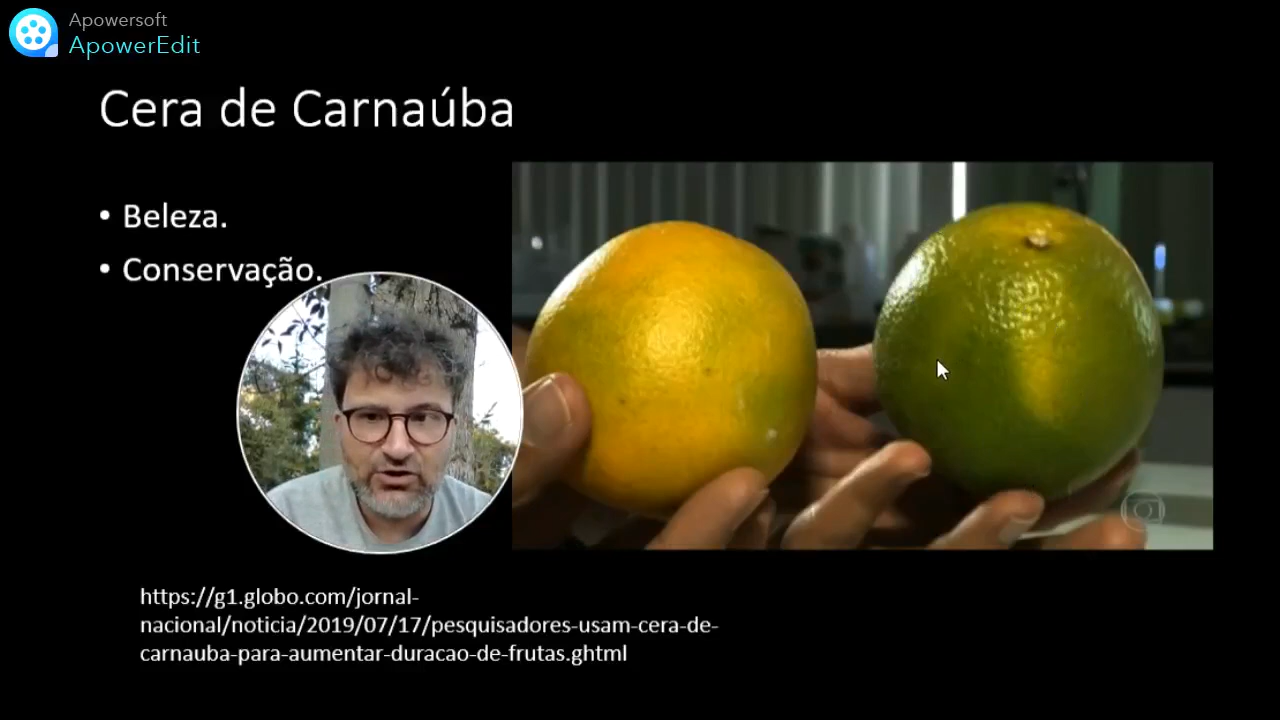 Apowersoft
ApowerEdit
Cera de Carnaúba
• Beleza.
• Conservação.
https://g1.globo.com/jornal-
nacional/noticia/2019/07/17/pesquisadores-usam-cera-de-
carnauba-para-aumentar-duracao-de-frutas.ghtml